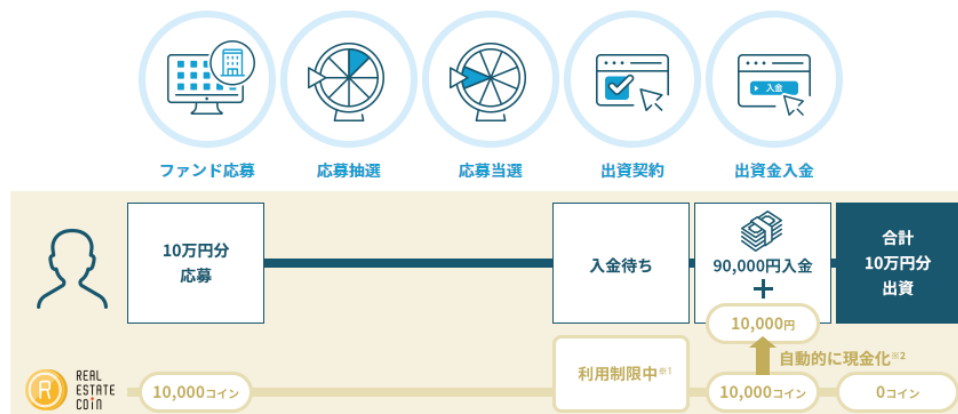 入金
ファンド応募
応募抽選
応募当選
出資契約
出資金入金
10万円分
応募
入金待ち
90,000円入金
+
合計
10万円分
出資
10,000円
自動的に現金化※2
利用制限中※1
R
REAL
ESTATE
COiN
10,000コイン
10,000コイン
0コイン